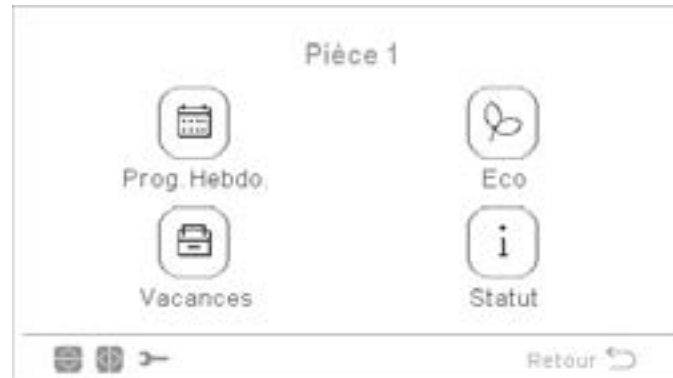 Pièce 1
Prog. Hebdo.
Eco
Vacances
Statut
Retour